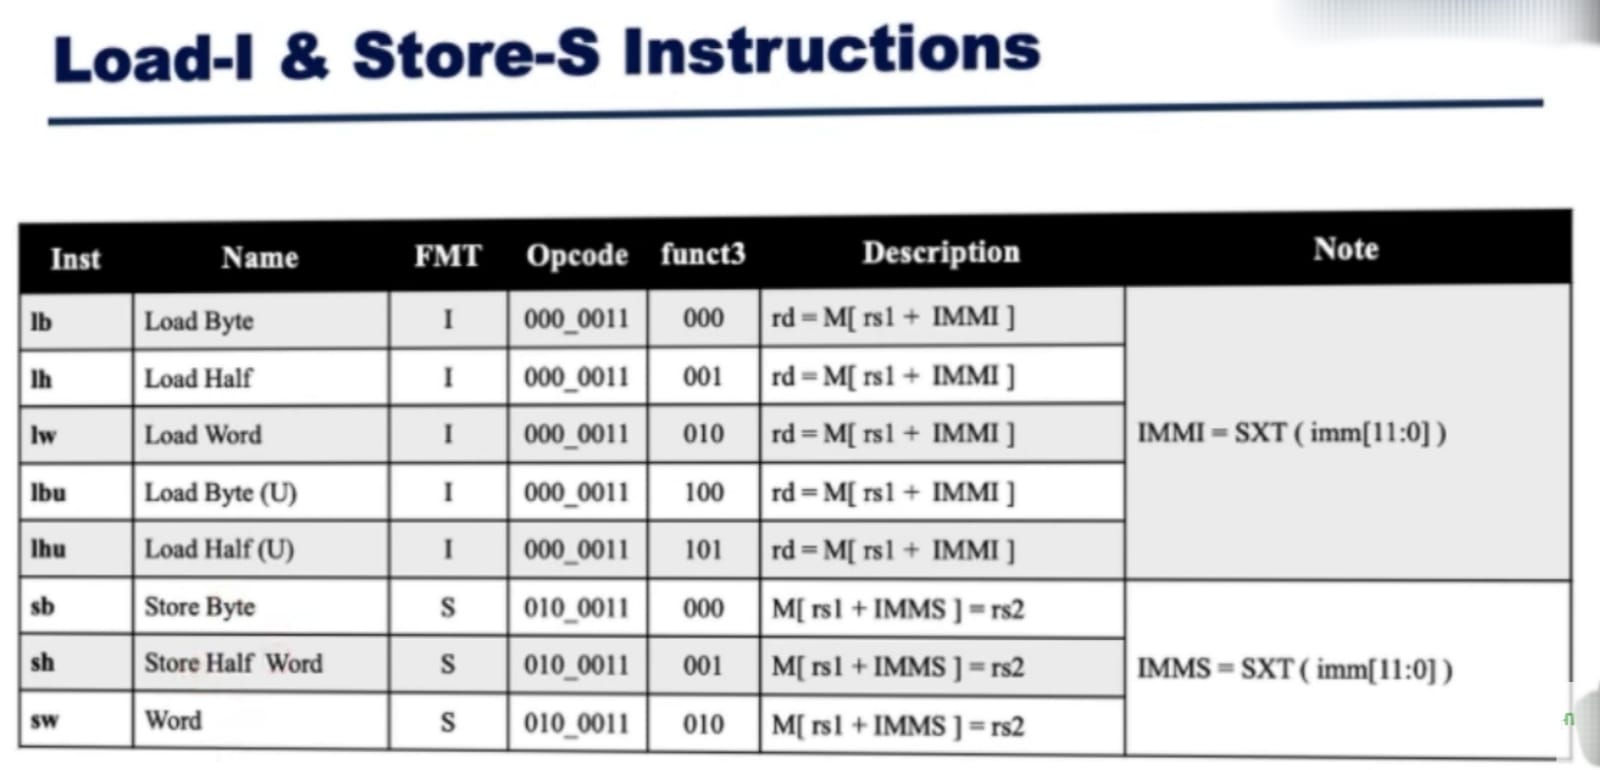 Load-I & Store-S Instructions
Inst Name FMT Opcode funct3 Description Note
lb Load Byte I 000_0011 000 rd = M[ rs1 + IMMI ]
lh Load Half I 000_0011 001 rd = M[ rs1 + IMMI ]
lw Load Word I 000_0011 010 rd = M[ rs1 + IMMI ] IMMI = SXT ( imm[11:0] )
lbu Load Byte (U) I 000_0011 100 rd = M[ rs1 + IMMI ]
lhu Load Half (U) I 000_0011 101 rd = M[ rs1 + IMMI ]
sb Store Byte S 010_0011 000 M[ rs1 + IMMS ] = rs2
sh Store Half Word S 010_0011 001 M[ rs1 + IMMS ] = rs2 IMMS = SXT ( imm[11:0] )
sw Word S 010_0011 010 M[ rs1 + IMMS ] = rs2